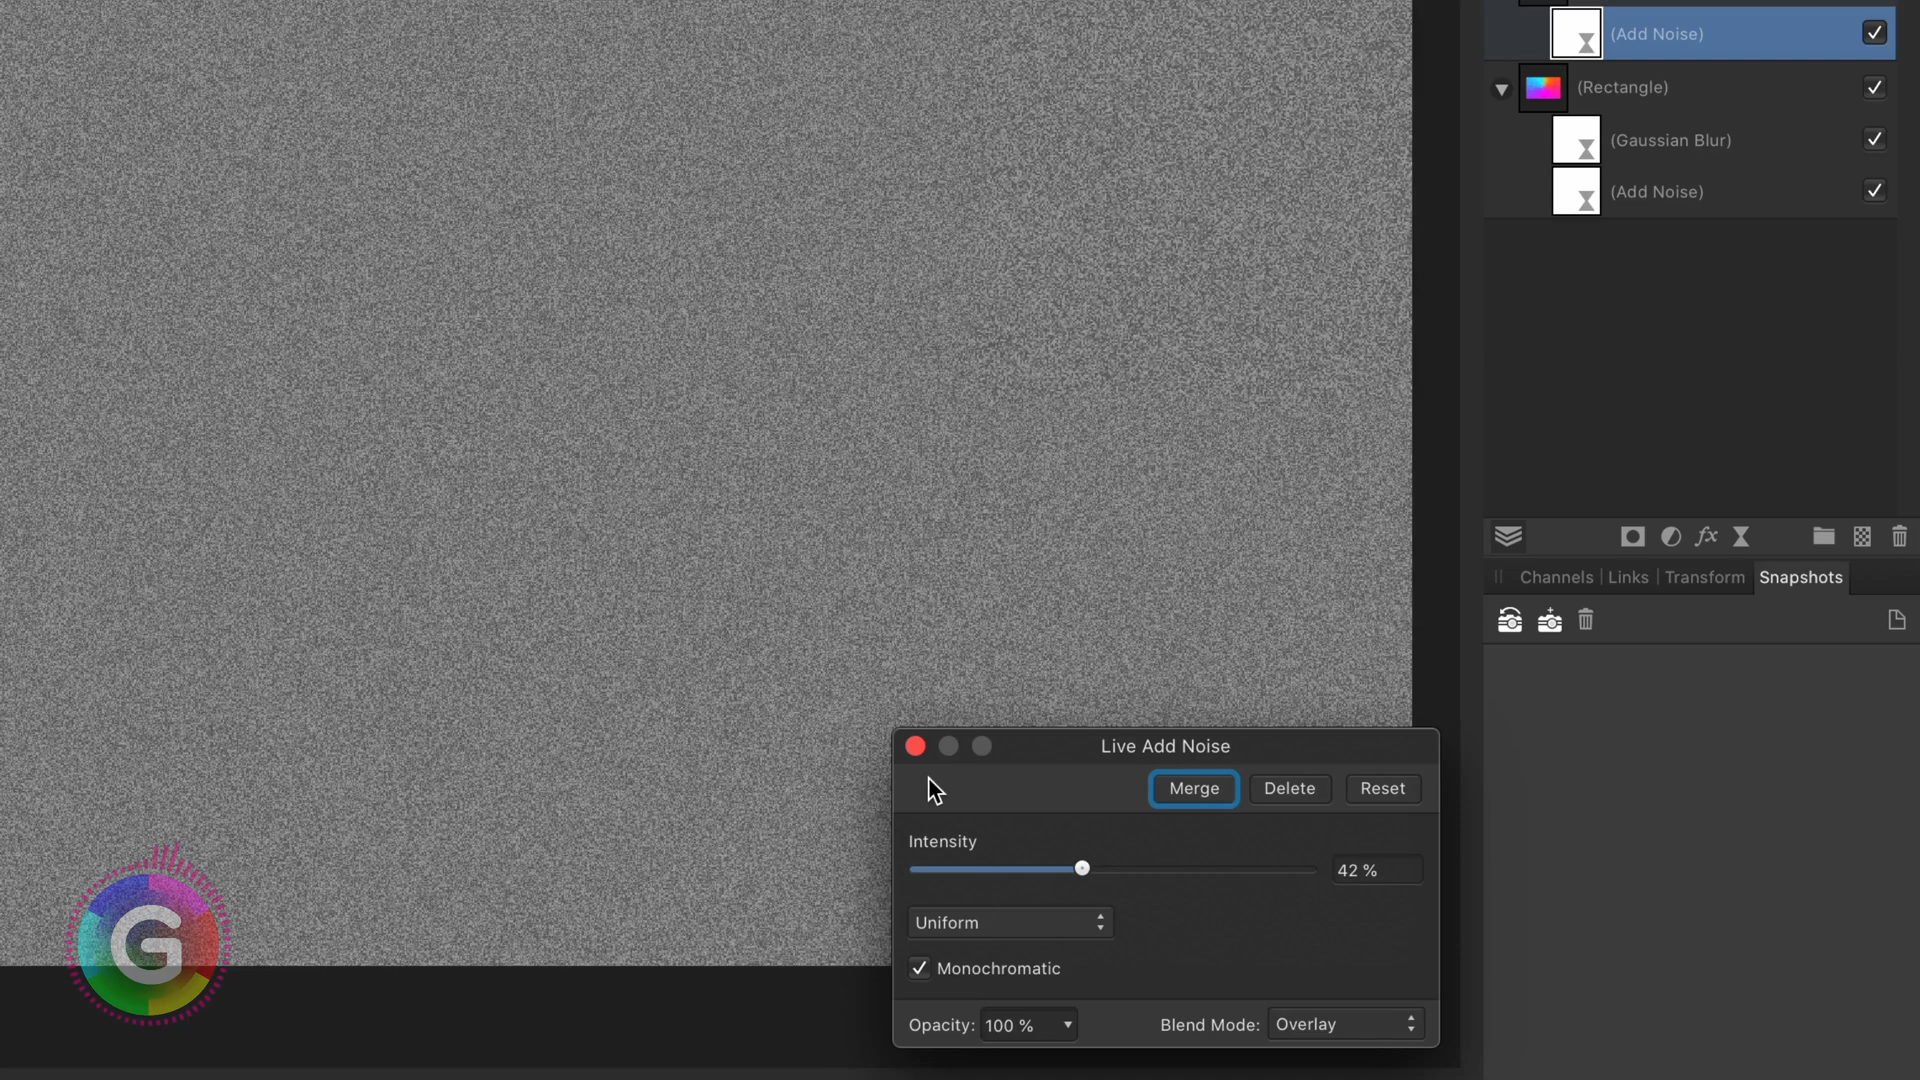 (Add Noise)
(Rectangle)
(Gaussian Blur)
(Add Noise)
fx
Channels Links Transform Snapshots
Live Add Noise
Merge Delete Reset
Intensity
42 %
Uniform
Monochromatic
Opacity: 100 % Blend Mode: Overlay
G